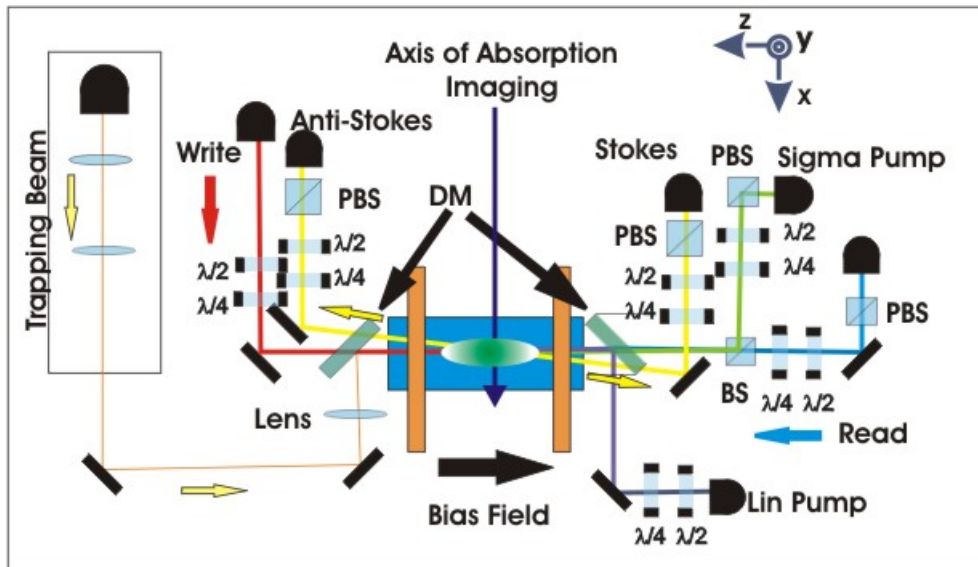 z
y
x
Axis of Absorption
Imaging
Trapping Beam
Write
Anti-Stokes
PBS
λ/2
λ/4
λ/2
λ/4
DM
Stokes
PBS
λ/2
λ/4
PBS
Sigma Pump
λ/2
λ/4
PBS
BS
λ/4
λ/2
Read
Lens
Bias Field
Lin Pump
λ/4
λ/2